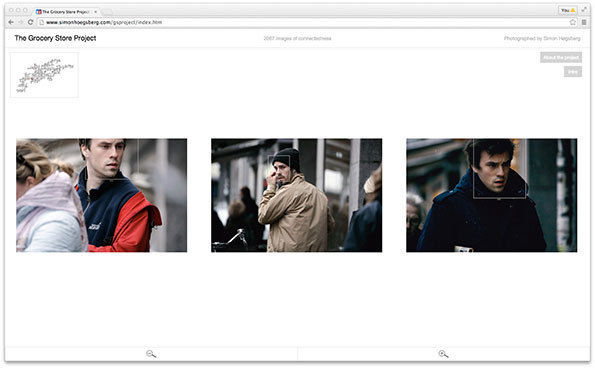 The Grocery Store Project
You
www.simonhoegsberg.com/gsproject/index.htm
The Grocery Store Project
2067 images of connectedness
Photographed by Simon Høgsberg
About the project
Intro